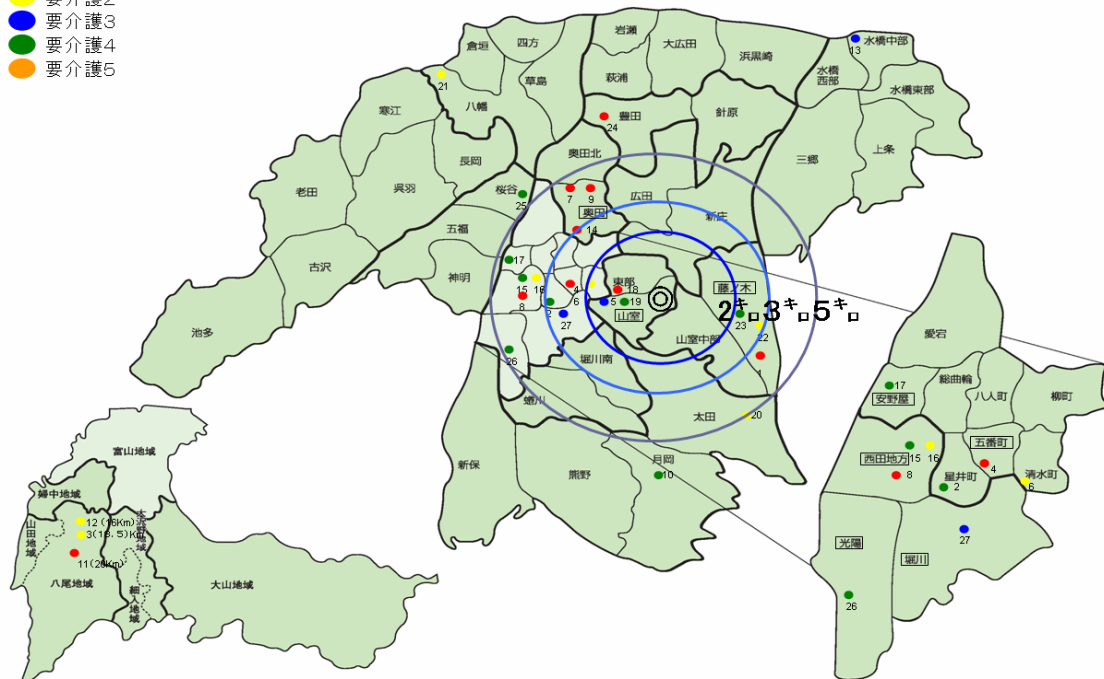 要介護2
要介護3
要介護4
要介護5
岩瀬
大広田
浜黒崎
四方
倉垣
草島
萩浦
水橋中部
13
水橋西部
水橋東部
21
八幡
寒江
豊田
24
針原
上条
三郷
長岡
奥田北
呉羽
老田
桜谷
25
7
9
広田
新庄
奥田
14
五福
古沢
神明
17
15
16
8
4
6
2
27
5
18
19
東部
山室
藤ノ木
2キロ3キロ5キロ
23
22
山室中部
1
池多
26
堀川南
蜷川
太田
20
新保
熊野
月岡
10
愛宕
17
安野屋
総曲輪
八人町
柳町
西田地方
15
16
8
五番町
4
星井町
2
清水町
6
27
光陽
堀川
26
富山地域
婦中地域
山田地域
12(16Km)
3(18.5)Km
11(20Km)
八尾地域
大沢野地域
細入地域
大山地域